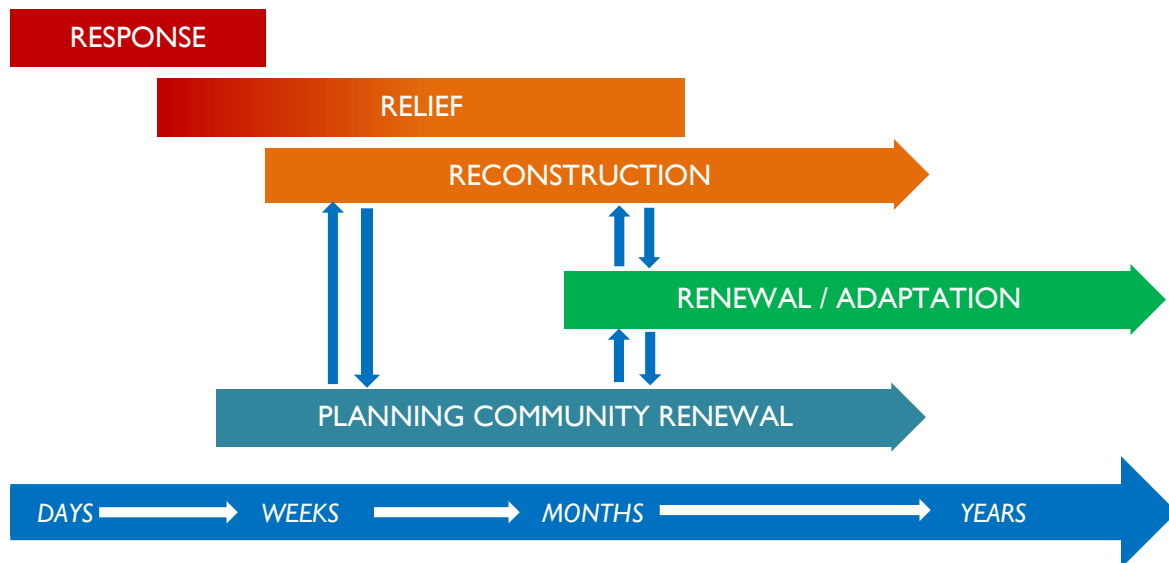 RESPONSE
RELIEF
RECONSTRUCTION
RENEWAL / ADAPTATION
PLANNING COMMUNITY RENEWAL
DAYS WEEKS MONTHS YEARS